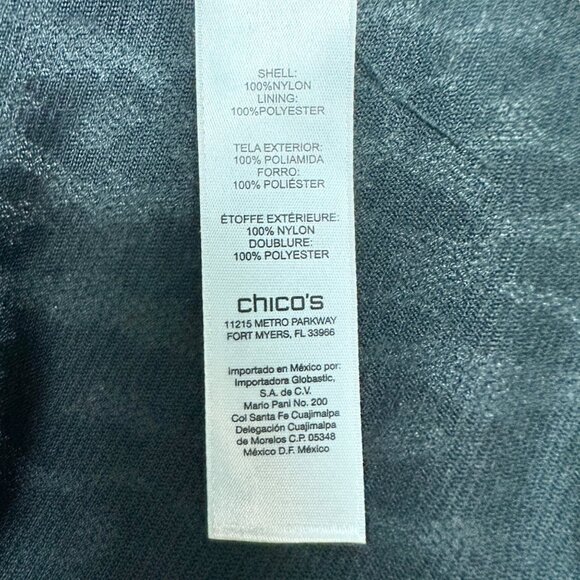 SHELL:
100%NYLON
LINING:
100%POLYESTER
TELA EXTERIOR:
100% POLIAMIDA
FORRO:
100% POLIÉSTER
ÉTOFFE EXTÉRIEURE:
100% NYLON
DOUBLURE:
100% POLYESTER
chico's
11215 METRO PARKWAY
FORT MYERS, FL 33966
Importado en México por:
Importadora Globastic,
S.A. de C.V.
Mario Pani No. 200
Col Santa Fe Cuajimalpa
Delegación Cuajimalpa
de Morelos C.P. 05348
México D.F. México